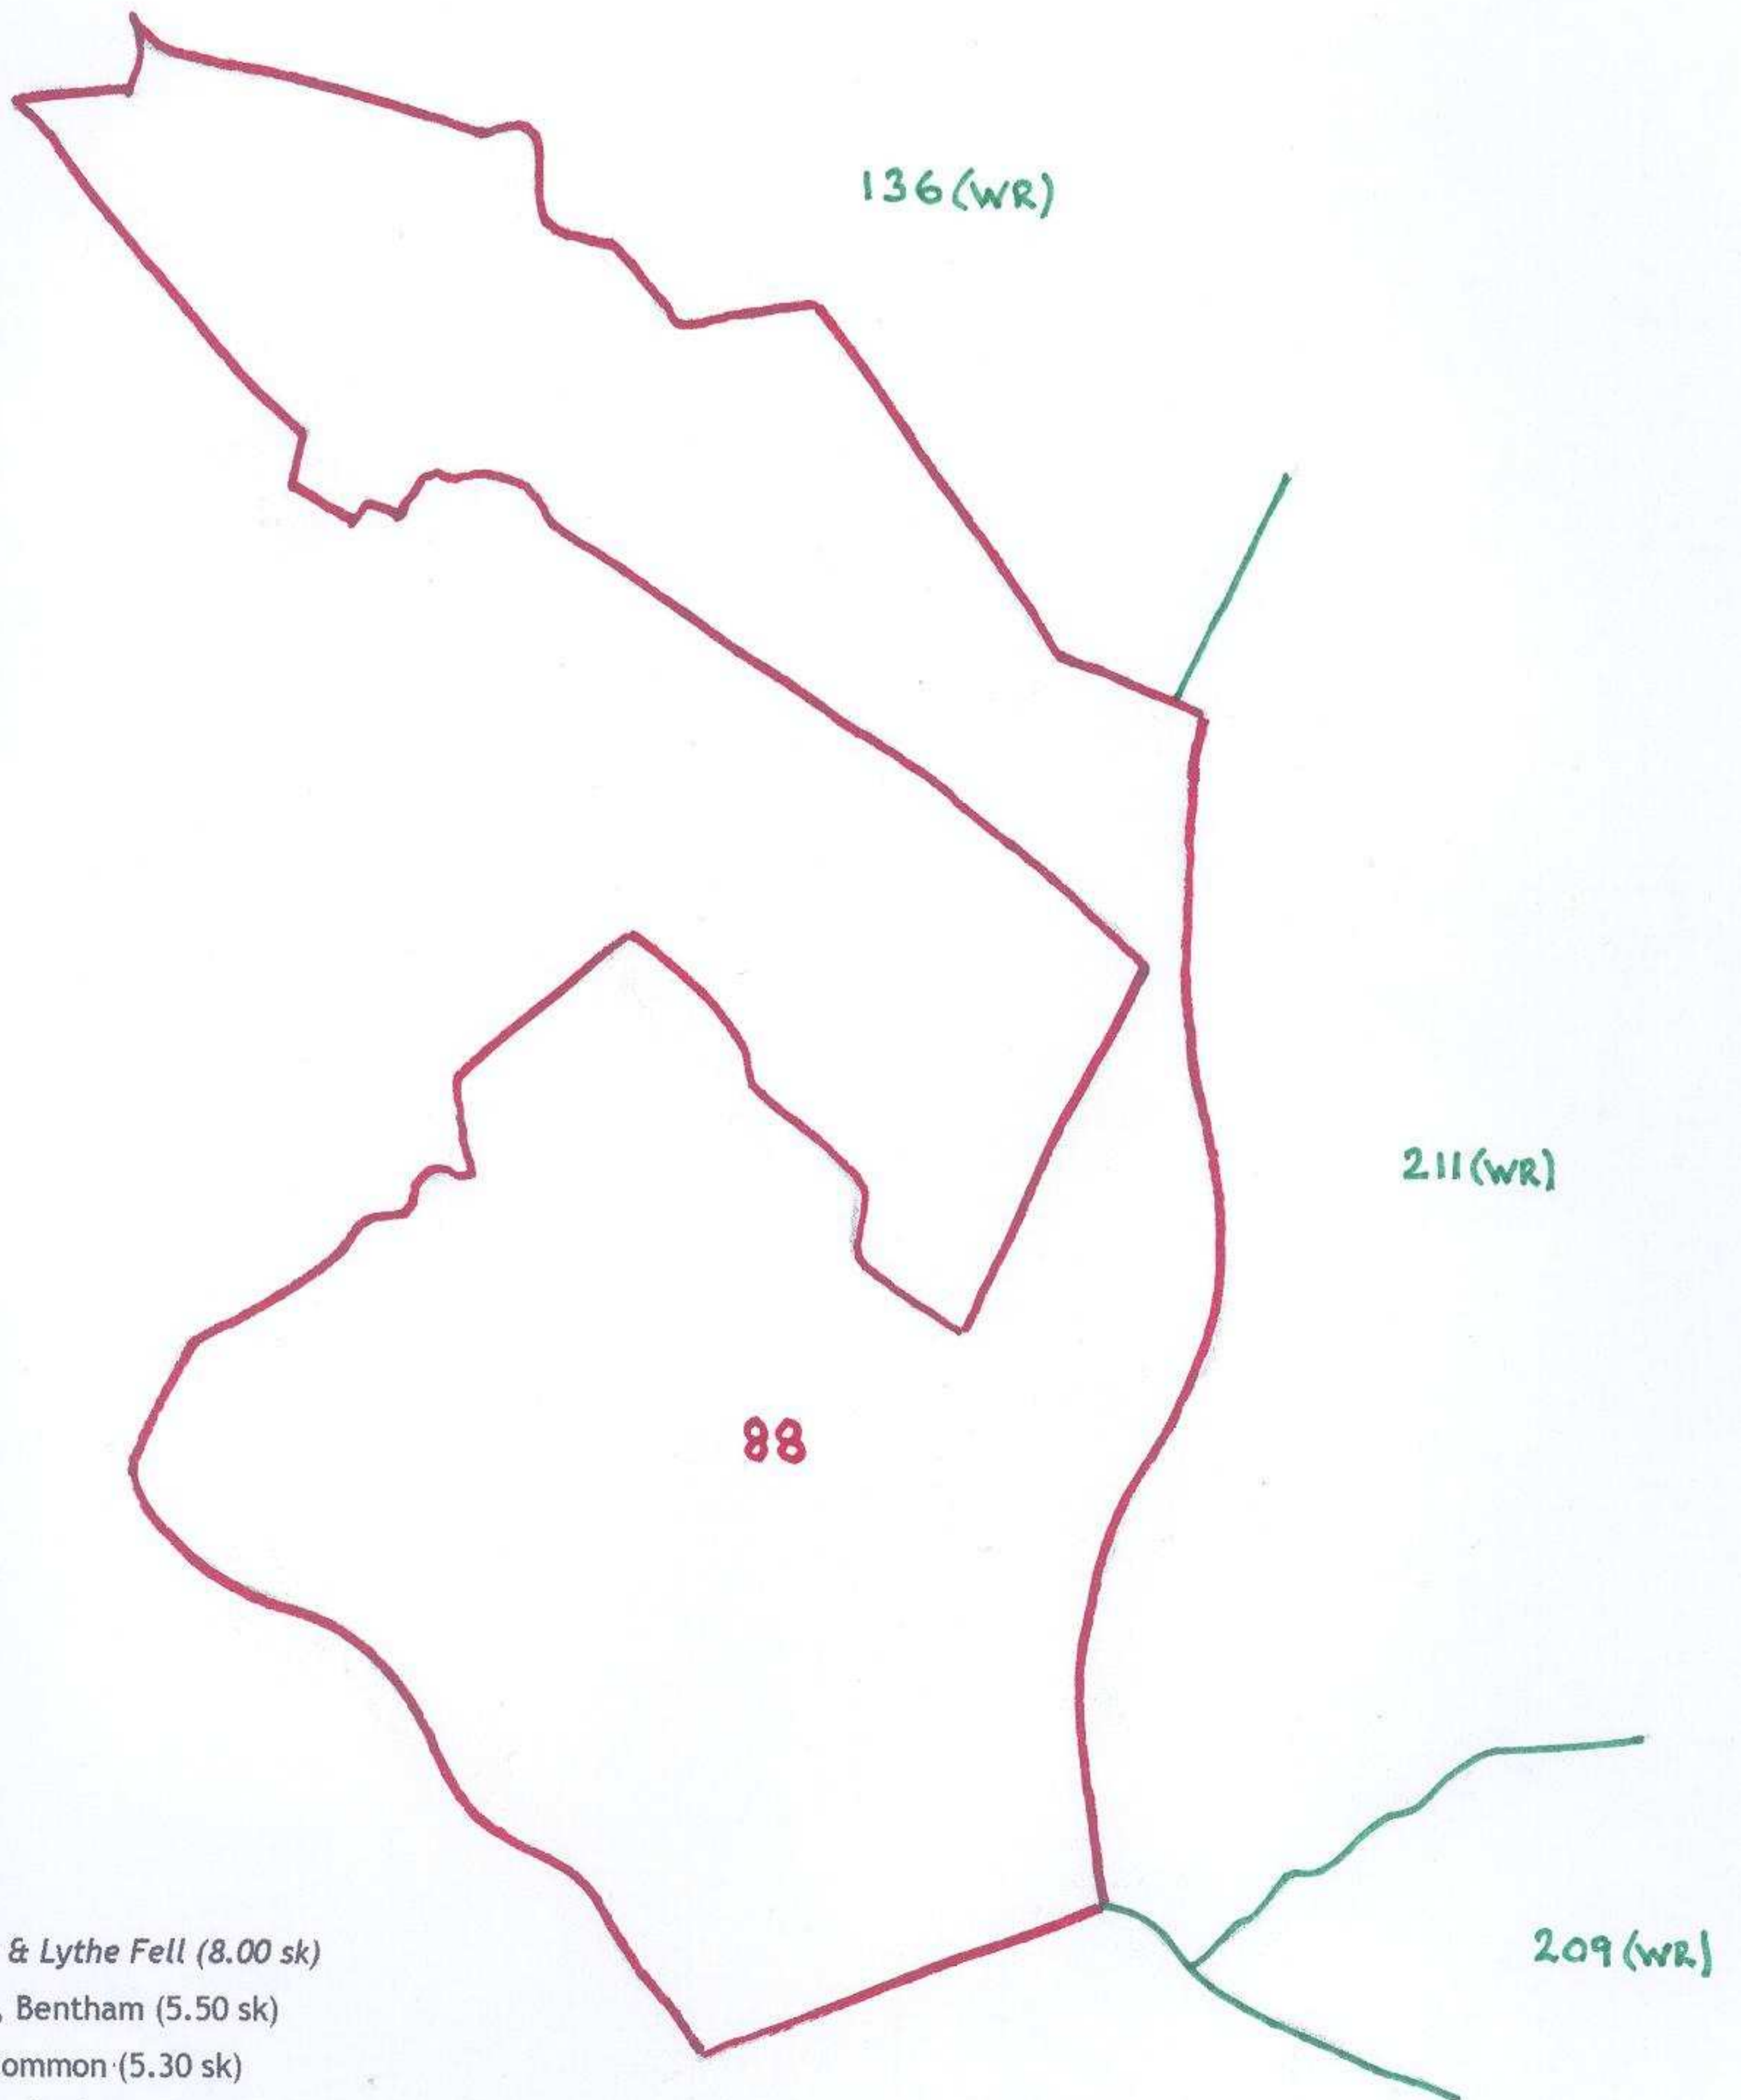 136(WR)
211(WR)
88
209(WR)
& Lythe Fell (8.00 sk)
, Bentham (5.50 sk)
ommon (5.30 sk)